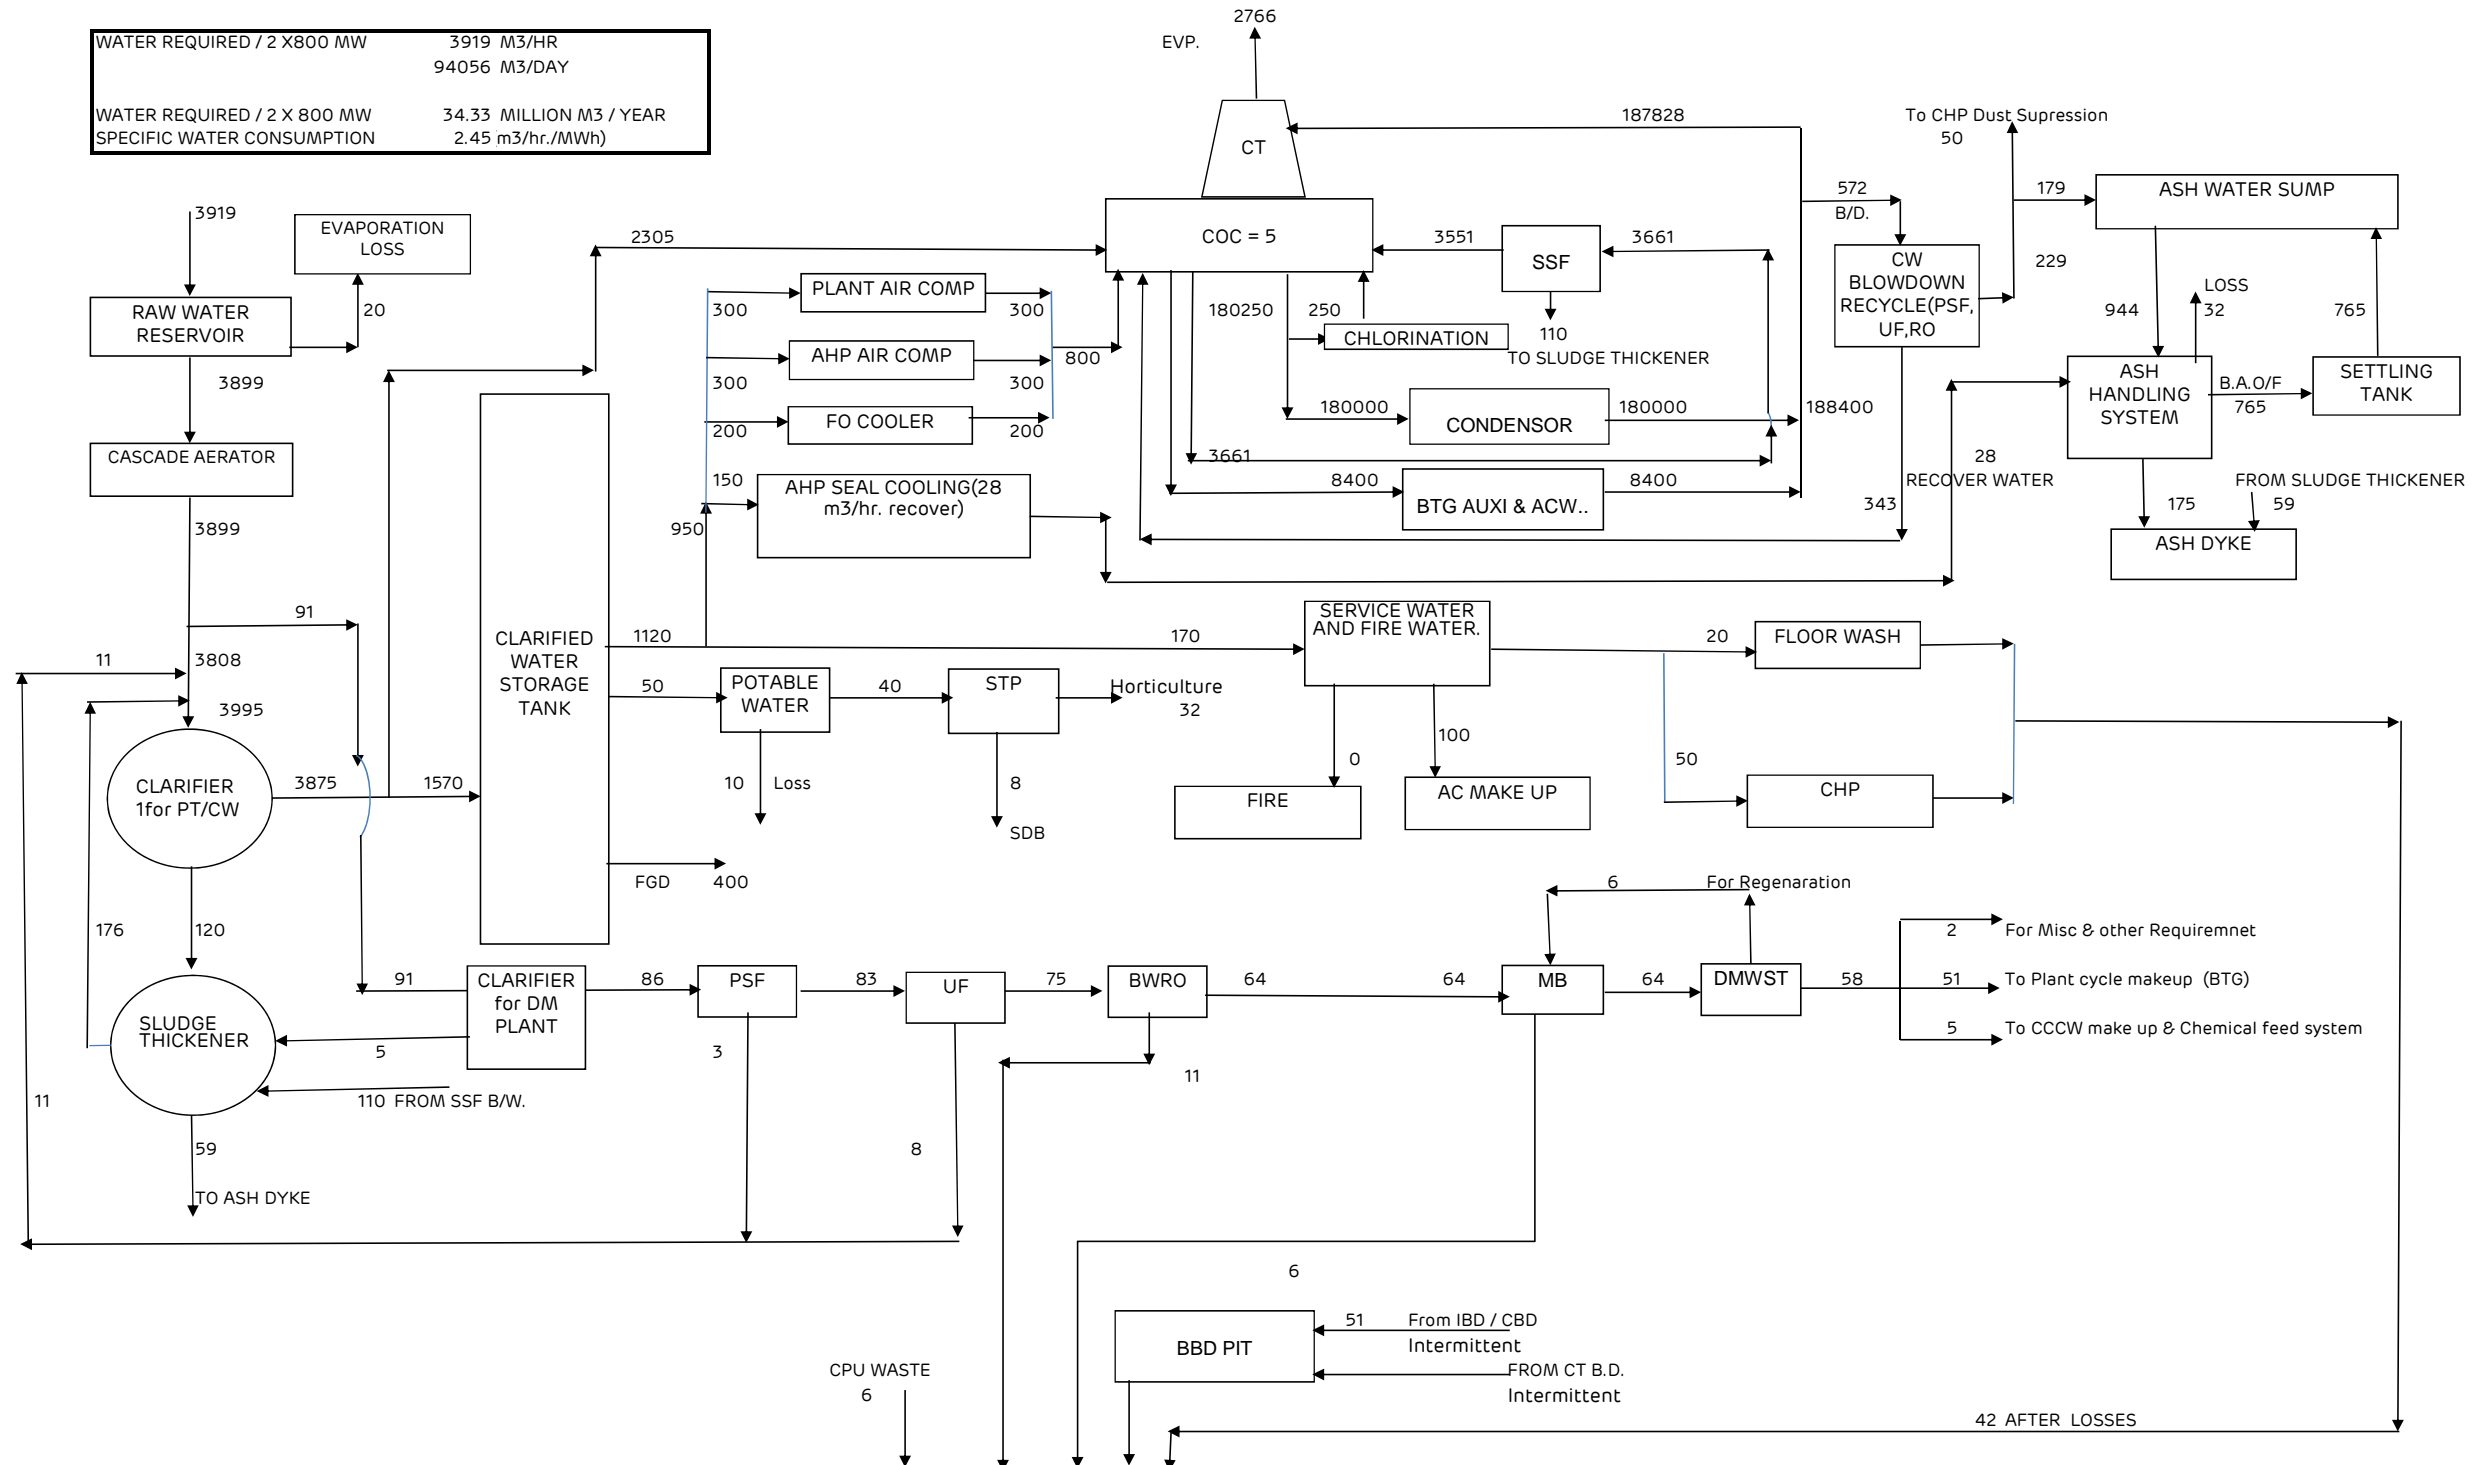 WATER REQUIRED / 2 X800 MW 3919 M3/HR
94056 M3/DAY
WATER REQUIRED / 2 X 800 MW 34.33 MILLION M3 / YEAR
SPECIFIC WATER CONSUMPTION 2.45 m3/hr./MWh)
2766
EVP.
CT
187828
To CHP Dust Supression
50
572
B/D.
179
ASH WATER SUMP
3919
EVAPORATION
LOSS
20
RAW WATER
RESERVOIR
3899
CASCADE AERATOR
3899
2305
COC = 5
3551
SSF
3661
110
TO SLUDGE THICKENER
CW
BLOWDOWN
RECYCLE(PSF,
UF,RO
229
944
LOSS
32
765
300
PLANT AIR COMP
300
180250
250
CHLORINATION
300
AHP AIR COMP
300
800
200
FO COOLER
200
180000
CONDENSOR
180000
188400
ASH
HANDLING
SYSTEM
B.A.O/F
765
SETTLING
TANK
3661
150
AHP SEAL COOLING(28
m3/hr. recover)
950
8400
BTG AUXI & ACW..
8400
343
28
RECOVER WATER
175
FROM SLUDGE THICKENER
59
ASH DYKE
91
11
3808
3995
CLARIFIER
1for PT/CW
3875
1570
CLARIFIED
WATER
STORAGE
TANK
1120
170
SERVICE WATER
AND FIRE WATER.
20
FLOOR WASH
50
POTABLE
WATER
40
STP
Horticulture
32
10 Loss
8
SDB
0
FIRE
100
AC MAKE UP
50
CHP
FGD 400
176
120
6
For Regenaration
91
CLARIFIER
for DM
PLANT
86
PSF
83
UF
75
BWRO
64
64
MB
64
DMWST
58
2
For Misc & other Requiremnet
51
To Plant cycle makeup (BTG)
5
To CCCW make up & Chemical feed system
SLUDGE
THICKENER
5
3
11
11
110 FROM SSF B/W.
59
8
TO ASH DYKE
6
BBD PIT
51
From IBD / CBD
Intermittent
FROM CT B.D.
Intermittent
CPU WASTE
6
42 AFTER LOSSES